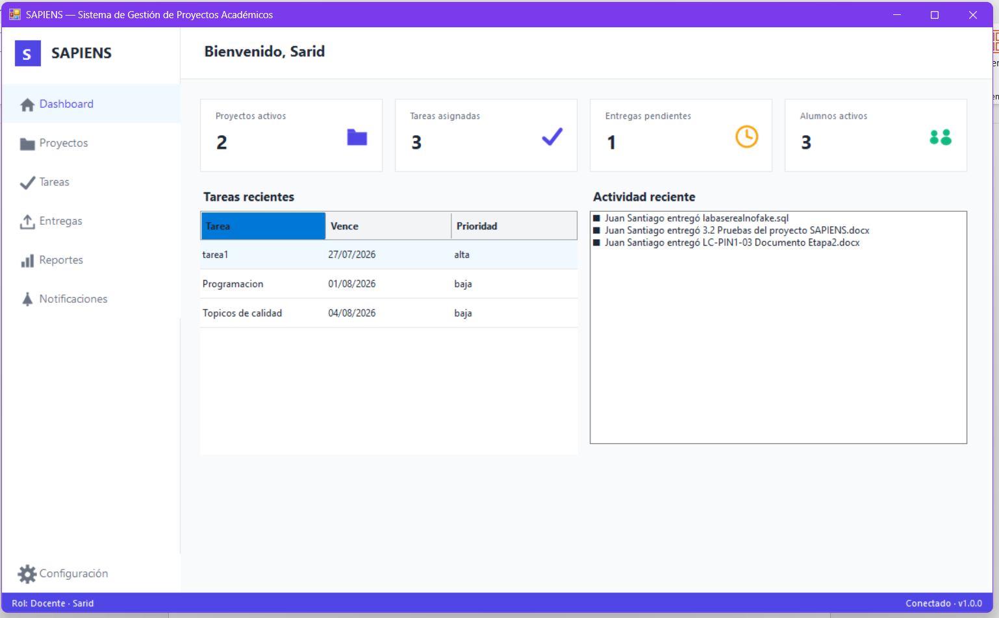 SAPIENS — Sistema de Gestión de Proyectos Académicos
S SAPIENS
Bienvenido, Sarid
Dashboard
Proyectos
Tareas
Entregas
Reportes
Notificaciones
Configuración
Proyectos activos
2
Tareas asignadas
3
Entregas pendientes
1
Alumnos activos
3
Tareas recientes
Tarea Vence Prioridad
tarea1 27/07/2026 alta
Programacion 01/08/2026 baja
Topicos de calidad 04/08/2026 baja
Actividad reciente
■ Juan Santiago entregó labaserealnofake.sql
■ Juan Santiago entregó 3.2 Pruebas del proyecto SAPIENS.docx
■ Juan Santiago entregó LC-PIN1-03 Documento Etapa2.docx
Rol: Docente · Sarid
Conectado · v1.0.0